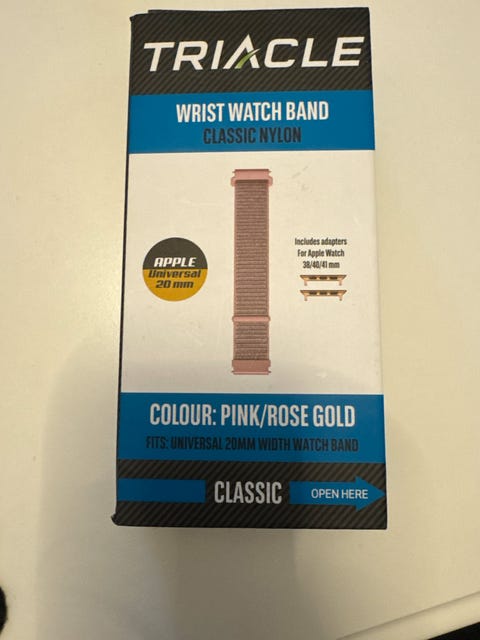 TRIACLE
WRIST WATCH BAND
CLASSIC NYLON
APPLE
Universal
20 mm
Includes adapters
For Apple Watch
38/40/41 mm
COLOUR: PINK/ROSE GOLD
FITS: UNIVERSAL 20MM WIDTH WATCH BAND
CLASSIC
OPEN HERE